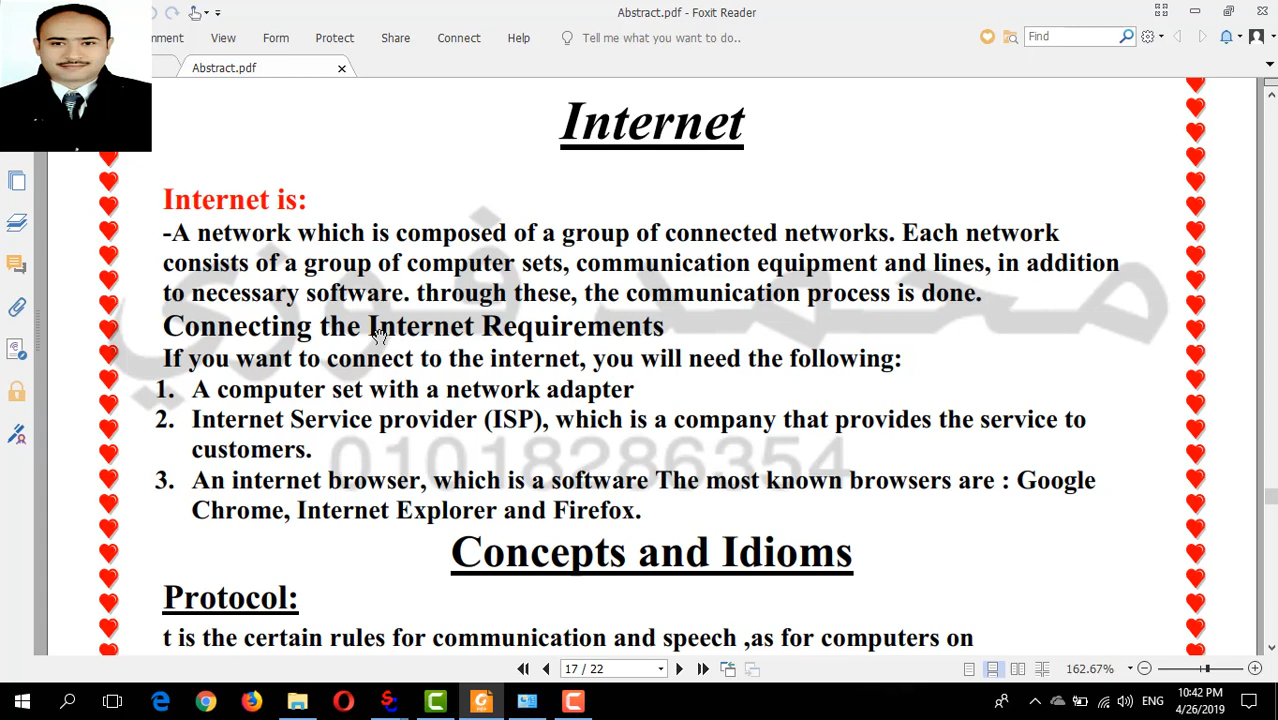 Abstract.pdf - Foxit Reader
mment View Form Protect Share Connect Help Tell me what you want to do.. Find
Abstract.pdf
Internet
Internet is:
-A network which is composed of a group of connected networks. Each network
consists of a group of computer sets, communication equipment and lines, in addition
to necessary software. through these, the communication process is done.
Connecting the Internet Requirements
If you want to connect to the internet, you will need the following:
1. A computer set with a network adapter
2. Internet Service provider (ISP), which is a company that provides the service to
customers.
3. An internet browser, which is a software The most known browsers are : Google
Chrome, Internet Explorer and Firefox.
محمد فوزي
01018286354
Concepts and Idioms
Protocol:
t is the certain rules for communication and speech ,as for computers on
17 / 22 162.67%
ENG 10:42 PM
4/26/2019